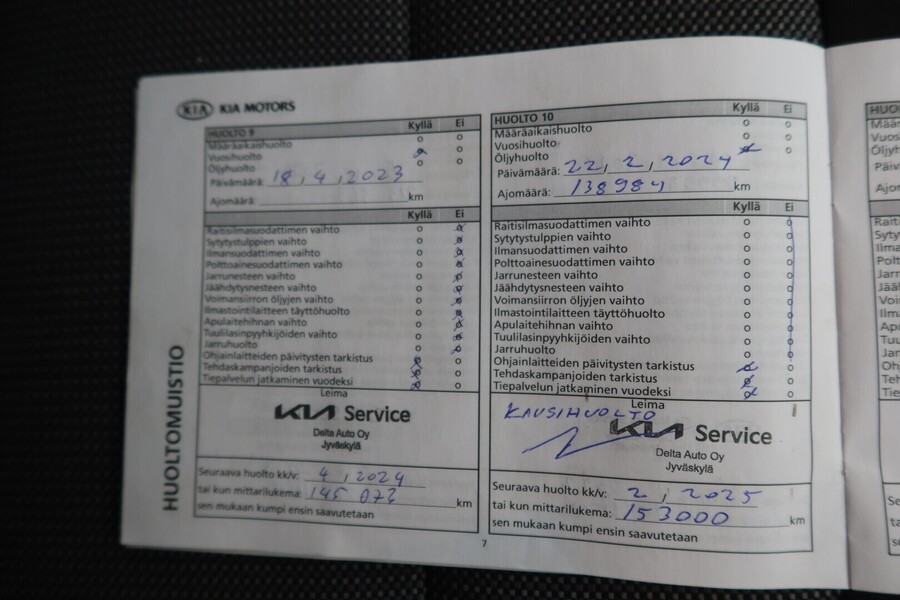 KIA KIA MOTORS
HUOLTOMUISTIO
HUOLTO 9 Kyllä Ei
Määräaikaishuolto
Vuosihuolto
Öljyhuolto
Päivämäärä: 18,4,2023
Ajomäärä: km
Kyllä Ei
Raitisilmasuodattimen vaihto
Sytytystulppien vaihto
Ilmansuodattimen vaihto
Polttoainesuodattimen vaihto
Jarrunesteen vaihto
Jäähdytysnesteen vaihto
Voimansiirron öljyjen vaihto
Ilmastointilaitteen täyttöhuolto
Apulaitehihnan vaihto
Tuulilasinpyyhkijöiden vaihto
Jarruhuolto
Ohjainlaitteiden päivitysten tarkistus
Tehdaskampanjoiden tarkistus
Tiepalvelun jatkaminen vuodeksi
Leima
KIA Service
Delta Auto Oy
Jyväskylä
Seuraava huolto kk/v: 4, 2024
tai kun mittarilukema: 145 072 km
sen mukaan kumpi ensin saavutetaan
HUOLTO 10 Kyllä Ei
Määräaikaishuolto
Vuosihuolto
Öljyhuolto
Päivämäärä: 22,2,2024
Ajomäärä: 138984 km
Kyllä Ei
Raitisilmasuodattimen vaihto
Sytytystulppien vaihto
Ilmansuodattimen vaihto
Polttoainesuodattimen vaihto
Jarrunesteen vaihto
Jäähdytysnesteen vaihto
Voimansiirron öljyjen vaihto
Ilmastointilaitteen täyttöhuolto
Apulaitehihnan vaihto
Tuulilasinpyyhkijöiden vaihto
Jarruhuolto
Ohjainlaitteiden päivitysten tarkistus
Tehdaskampanjoiden tarkistus
Tiepalvelun jatkaminen vuodeksi
Leima
KAUSIHUOLTO
KIA Service
Delta Auto Oy
Jyväskylä
Seuraava huolto kk/v: 2, 2025
tai kun mittarilukema: 153000 km
sen mukaan kumpi ensin saavutetaan
7